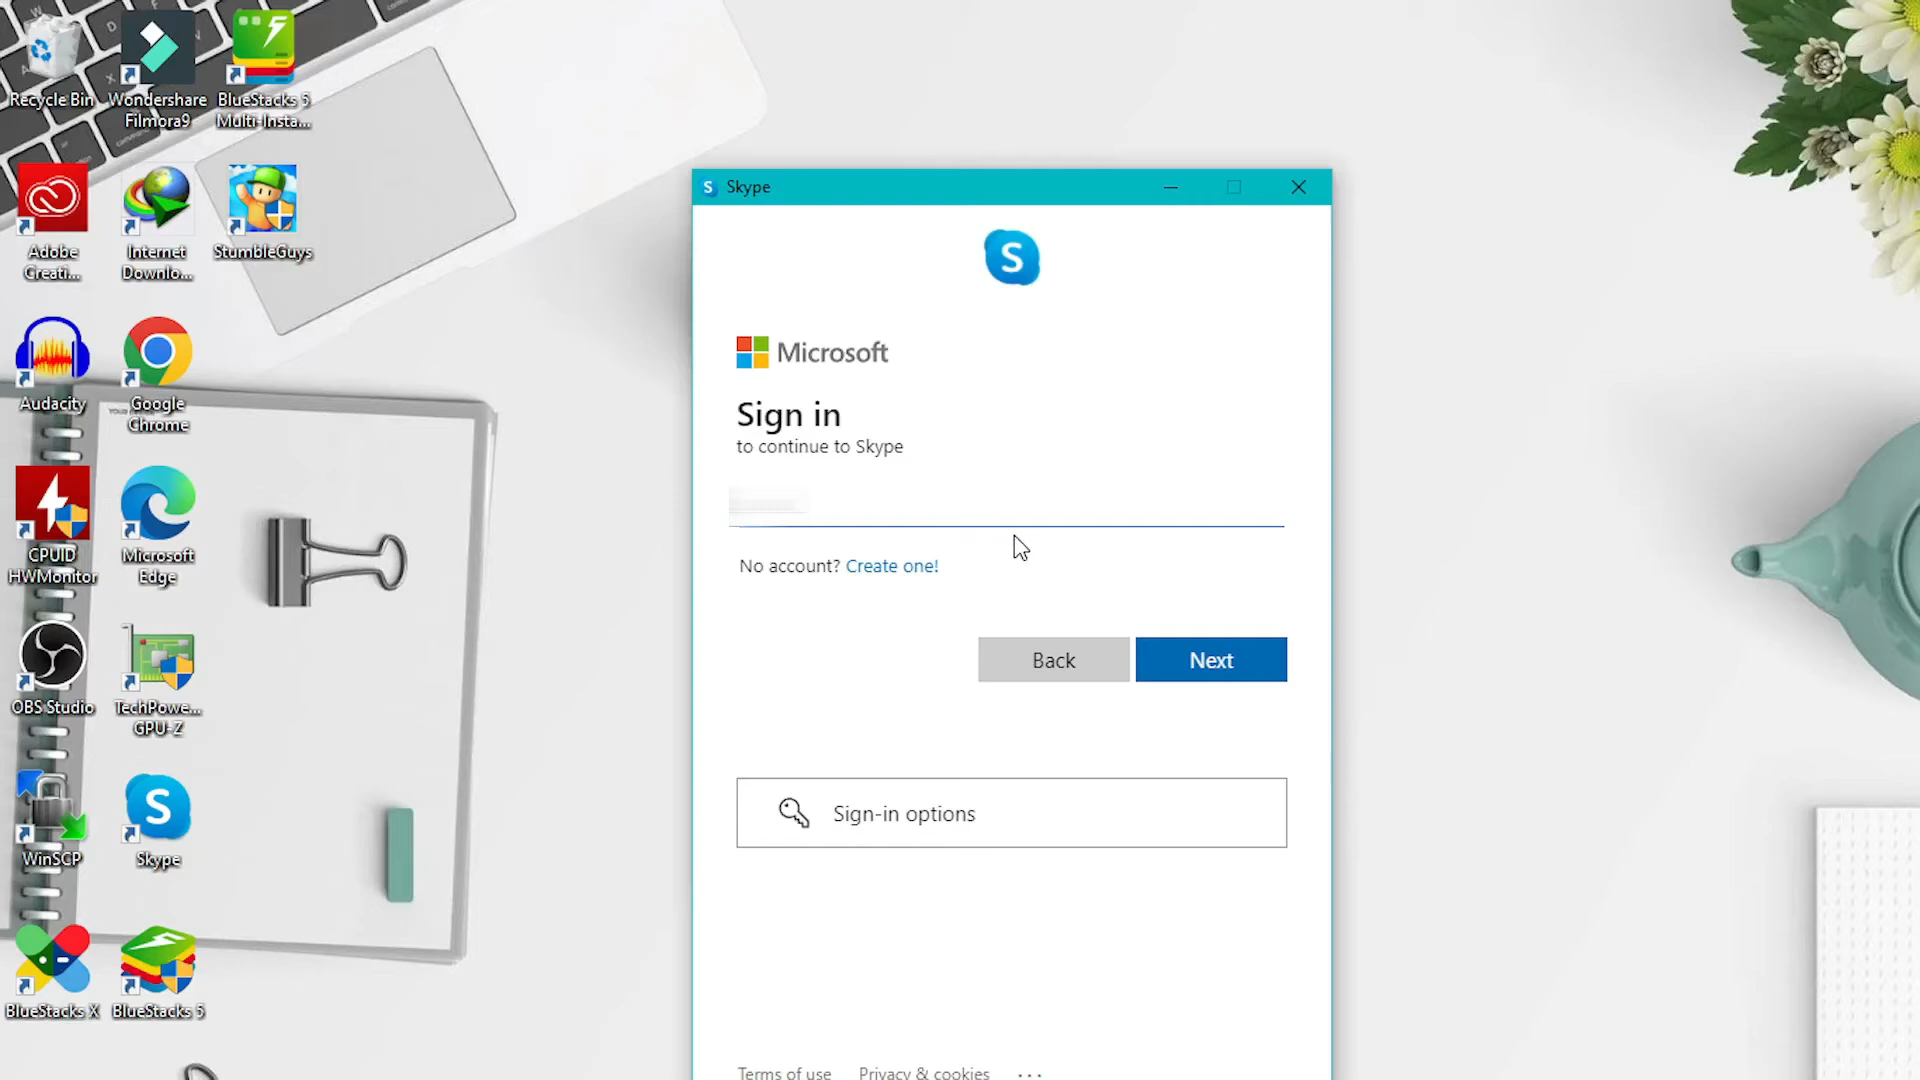 Recycle Bin
Wondershare
Filmora9
BlueStacks 5
Multi-Insta...
Adobe
Creati...
Internet
Downlo...
StumbleGuys
Audacity
Google
Chrome
CPUID
HWMonitor
Microsoft
Edge
OBS Studio
TechPowe...
GPU-Z
WinSCP
Skype
BlueStacks X
BlueStacks 5
S Skype
S
Microsoft
Sign in
to continue to Skype
No account? Create one!
Back
Next
Sign-in options
Terms of use
Privacy & cookies
...